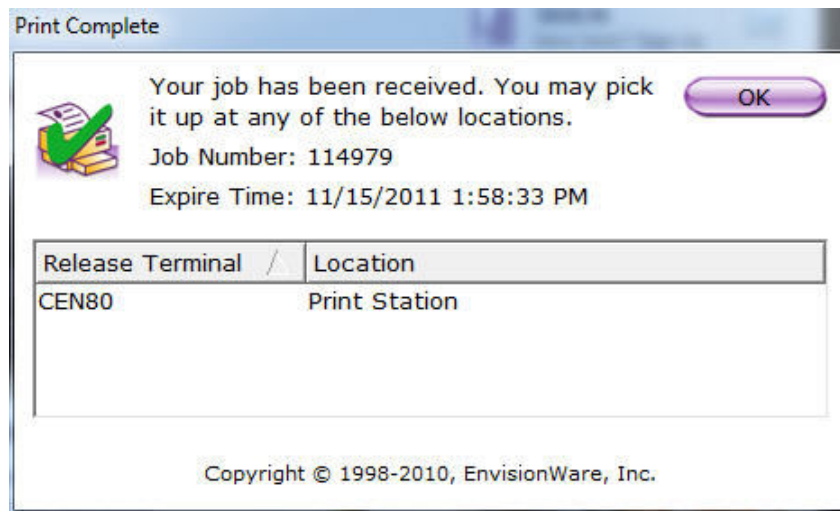 Print Complete
Your job has been received. You may pick
it up at any of the below locations.
OK
Job Number: 114979
Expire Time: 11/15/2011 1:58:33 PM
Release Terminal Location
CEN80 Print Station
Copyright © 1998-2010, EnvisionWare, Inc.